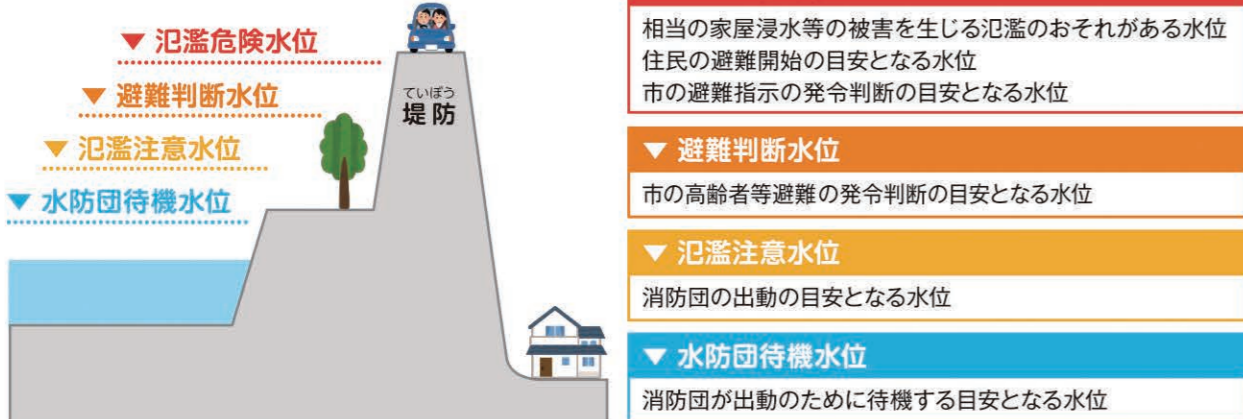 ▼ 氾濫危険水位
▼ 避難判断水位
▼ 氾濫注意水位
▼ 水防団待機水位
ていぼう
堤防
相当の家屋浸水等の被害を生じる氾濫のおそれがある水位
住民の避難開始の目安となる水位
市の避難指示の発令判断の目安となる水位
▼ 避難判断水位
市の高齢者等避難の発令判断の目安となる水位
▼ 氾濫注意水位
消防団の出動の目安となる水位
▼ 水防団待機水位
消防団が出動のために待機する目安となる水位